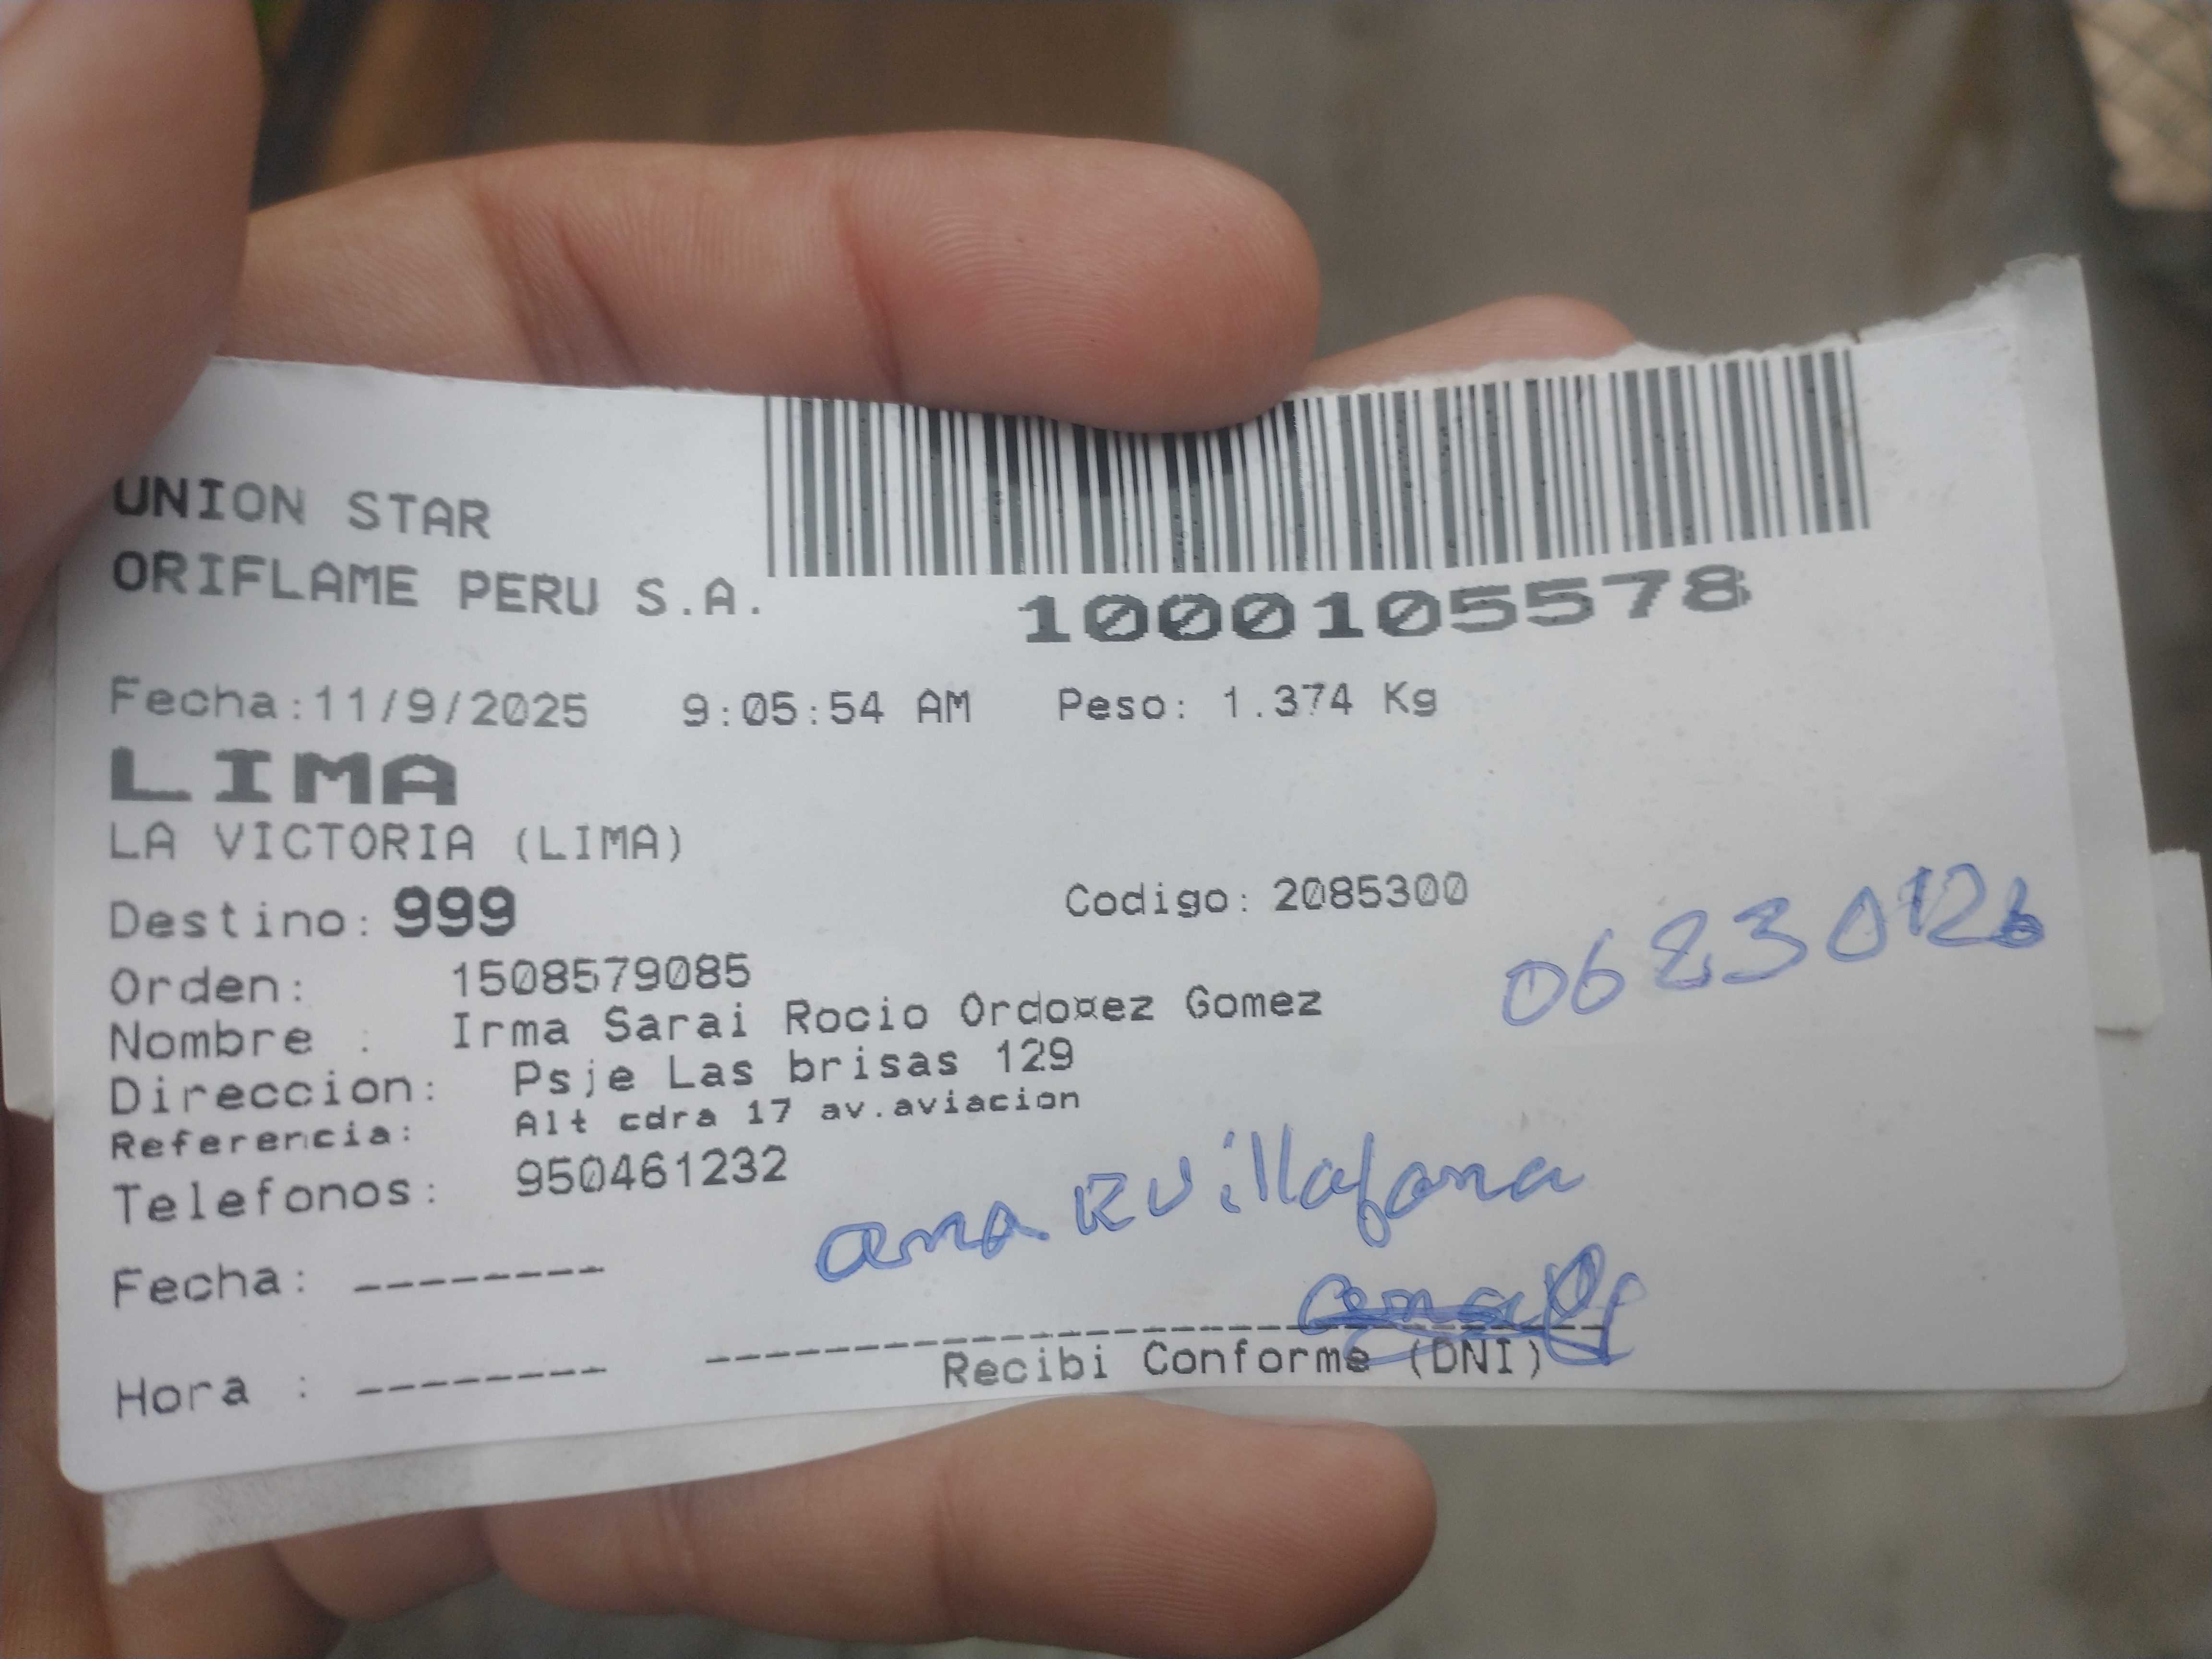 UNION STAR
ORIFLAME PERU S.A.
1000105578
Fecha:11/9/2025 9:05:54 AM Peso: 1.374 Kg
LIMA
LA VICTORIA (LIMA)
Destino: 999 Codigo: 2085300
Orden: 1508579085
Nombre : Irma Sarai Rocio Ordo¤ez Gomez
Direccion: Psje Las brisas 129
Referencia: Alt cdra 17 av.aviacion
Telefonos: 950461232
ana R Villafana
Fecha: --------
Hora : --------
Recibi Conforme (DNI)